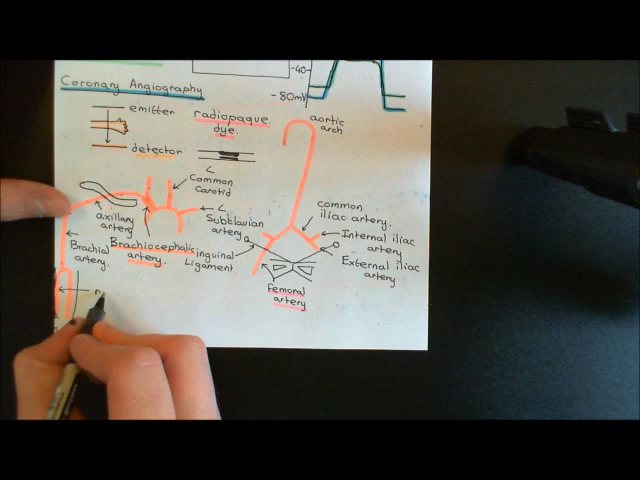 -40
-80mV
Coronary Angiography
emitter
radiopaque
dye.
detector
aortic
arch
L
Common
Carotid
L
Subclavian
artery
axillary
artery
Brachiocephalic
artery.
Brachial
artery.
inguinal
Ligament
common
iliac artery.
Internal iliac
artery
External iliac
artery
femoral
artery